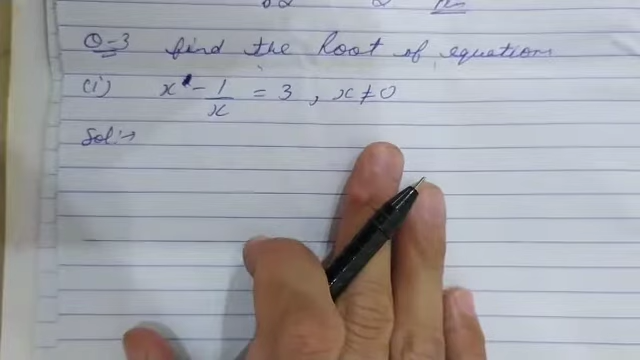 Q-3 find the Root of equation
(i) x - 1/x = 3 , x ≠ 0
Sol:→